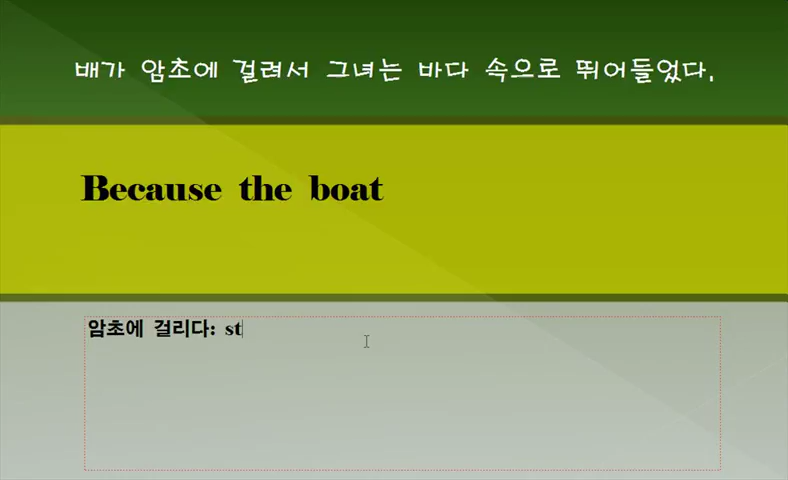 배가 암초에 걸려서 그녀는 바다 속으로 뛰어들었다.
Because the boat
암초에 걸리다: st